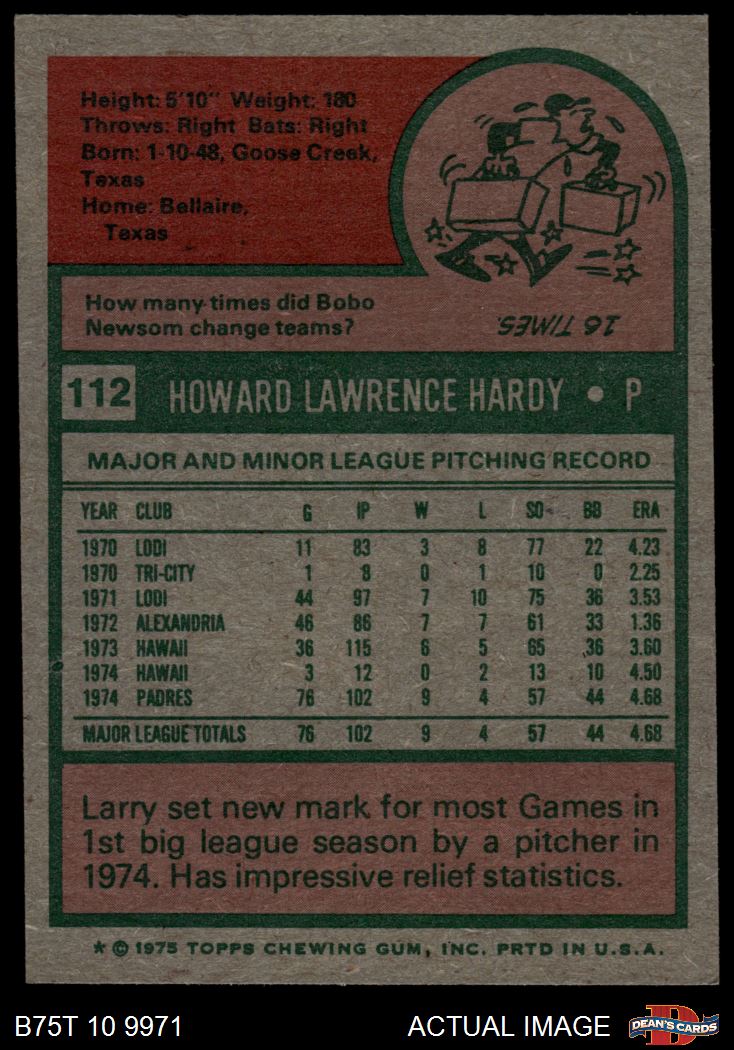 Height: 5'10" Weight: 180
Throws: Right Bats: Right
Born: 1-10-48, Goose Creek,
Texas
Home: Bellaire,
Texas
How many times did Bobo
Newsom change teams?
16 TIMES.
112 HOWARD LAWRENCE HARDY • P
MAJOR AND MINOR LEAGUE PITCHING RECORD
YEAR CLUB G IP W L SO BB ERA
1970 LODI 11 83 3 8 77 22 4.23
1970 TRI-CITY 1 8 0 1 10 0 2.25
1971 LODI 44 97 7 10 75 36 3.53
1972 ALEXANDRIA 46 86 7 7 61 33 1.36
1973 HAWAII 36 115 6 5 65 36 3.60
1974 HAWAII 3 12 0 2 13 10 4.50
1974 PADRES 76 102 9 4 57 44 4.68
MAJOR LEAGUE TOTALS 76 102 9 4 57 44 4.68
Larry set new mark for most Games in
1st big league season by a pitcher in
1974. Has impressive relief statistics.
* © 1975 TOPPS CHEWING GUM, INC. PRTD IN U.S.A.
B75T 10 9971 ACTUAL IMAGE DEAN'S CARDS